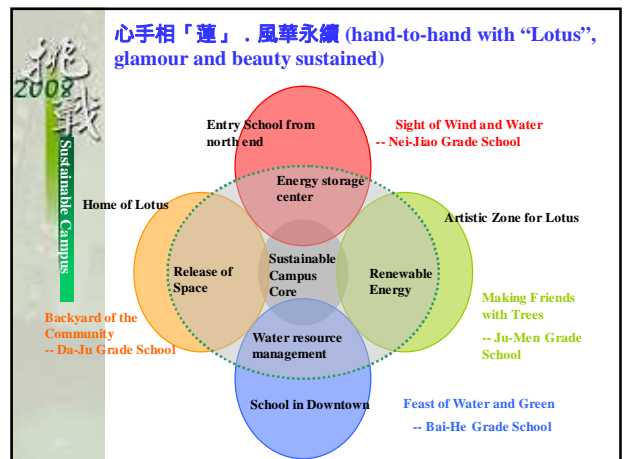 心手相「蓮」．風華永續 (hand-to-hand with “Lotus”,
glamour and beauty sustained)
挑戰
2008
Sustainable Campus
Entry School from
north end
Sight of Wind and Water
-- Nei-Jiao Grade School
Energy storage
center
Home of Lotus
Artistic Zone for Lotus
Release of
Space
Sustainable
Campus
Core
Renewable
Energy
Backyard of the
Community
-- Da-Ju Grade School
Making Friends
with Trees
-- Ju-Men Grade
School
Water resource
management
School in Downtown
Feast of Water and Green
-- Bai-He Grade School